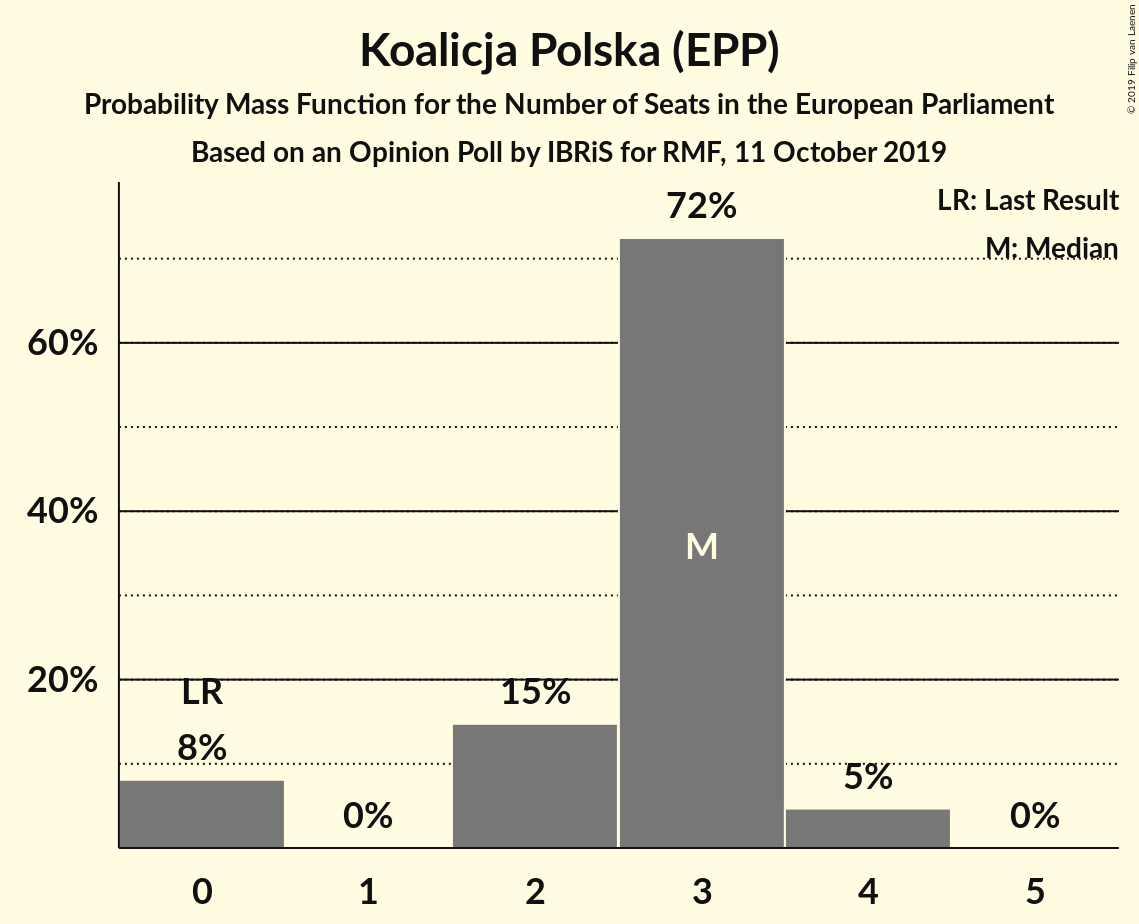 Koalicja Polska (EPP)
Probability Mass Function for the Number of Seats in the European Parliament
Based on an Opinion Poll by IBRiS for RMF, 11 October 2019
© 2019 Filip van Laenen
LR: Last Result
M: Median
72%
60%
40%
M
20%
LR
15%
8%
5%
0%
0%
0 1 2 3 4 5